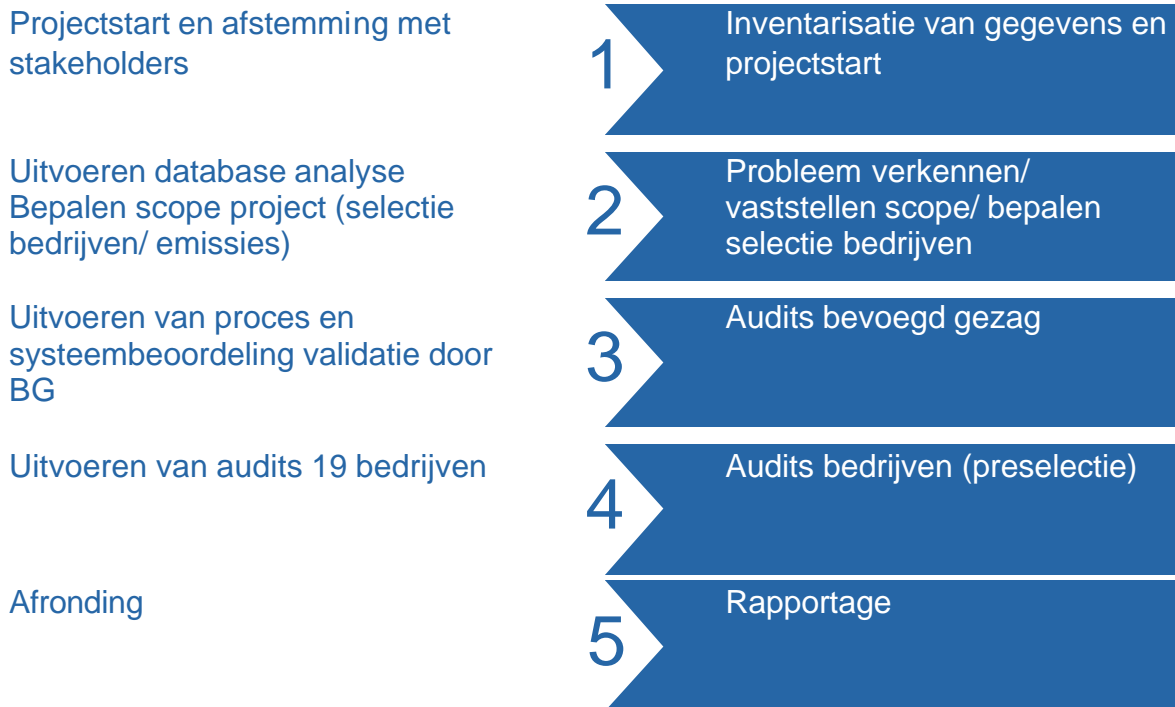 Projectstart en afstemming met
stakeholders
1
Inventarisatie van gegevens en
projectstart
Uitvoeren database analyse
Bepalen scope project (selectie
bedrijven/ emissies)
2
Probleem verkennen/
vaststellen scope/ bepalen
selectie bedrijven
Uitvoeren van proces en
systeembeoordeling validatie door
BG
3
Audits bevoegd gezag
Uitvoeren van audits 19 bedrijven
4
Audits bedrijven (preselectie)
Afronding
5
Rapportage